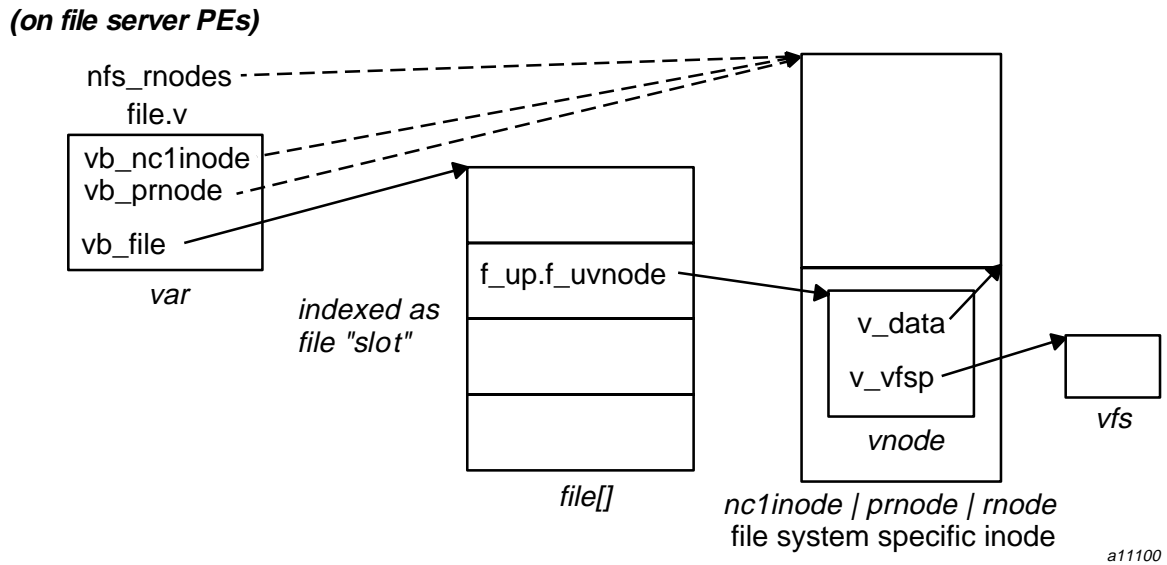 (on file server PEs)
nfs_rnodes
file.v
vb_nc1inode
vb_prnode
vb_file
var
indexed as
file "slot"
f_up.f_uvnode
file[]
v_data
v_vfsp
vnode
vfs
nc1inode | prnode | rnode
file system specific inode
a11100